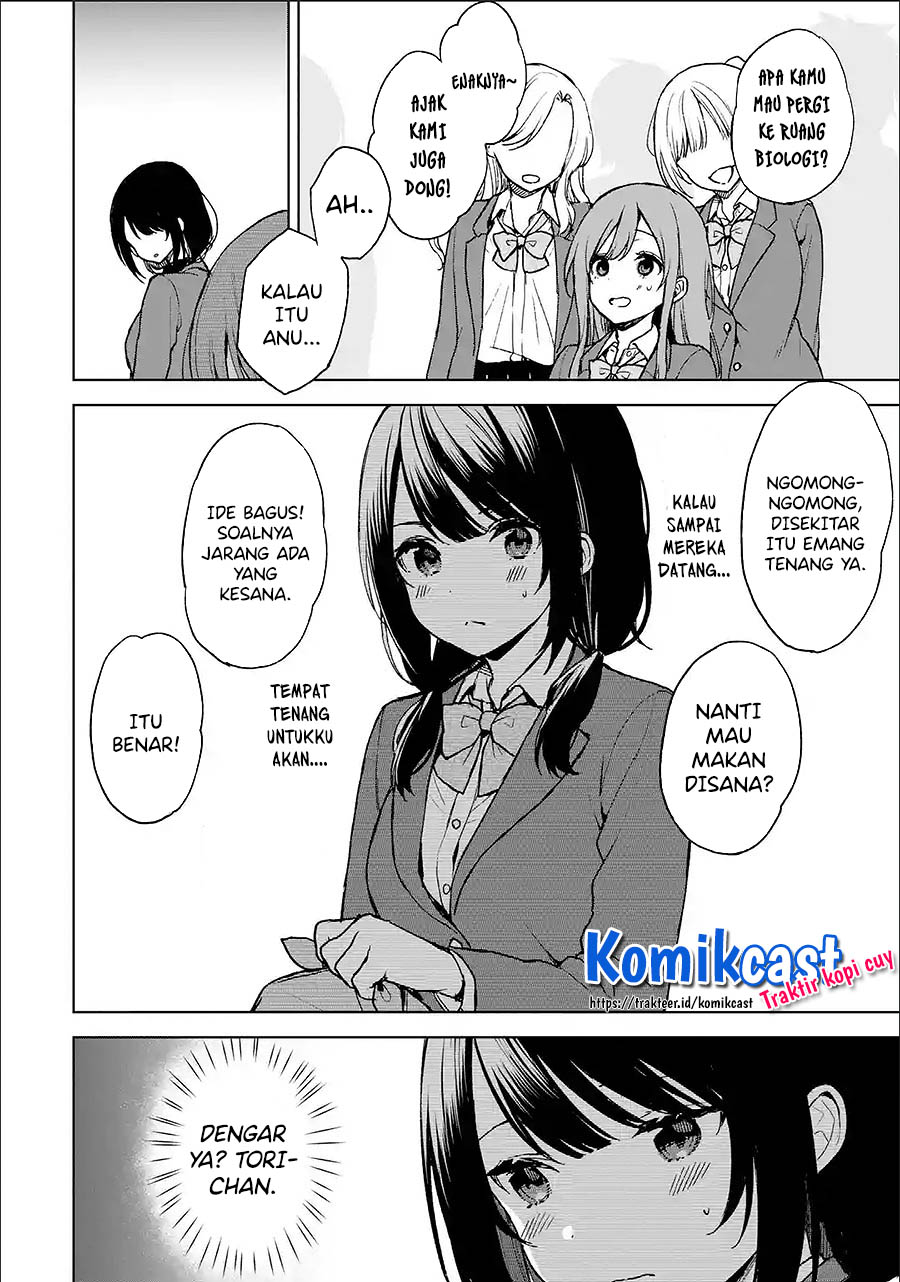 APA KAMU
MAU PERGI
KE RUANG
BIOLOGI?
ENAKNYA~
AJAK
KAMI
JUGA
DONG!
AH..
KALAU
ITU
ANU...
NGOMONG-
NGOMONG,
DISEKITAR
ITU EMANG
TENANG YA.
KALAU
SAMPAI
MEREKA
DATANG...
NANTI
MAU
MAKAN
DISANA?
IDE BAGUS!
SOALNYA
JARANG ADA
YANG
KESANA.
TEMPAT
TENANG
UNTUKKU
AKAN....
ITU
BENAR!
Komikcast
https://trakteer.id/komikcast
Traktir kopi cuy
DENGAR
YA? TORI-
CHAN.